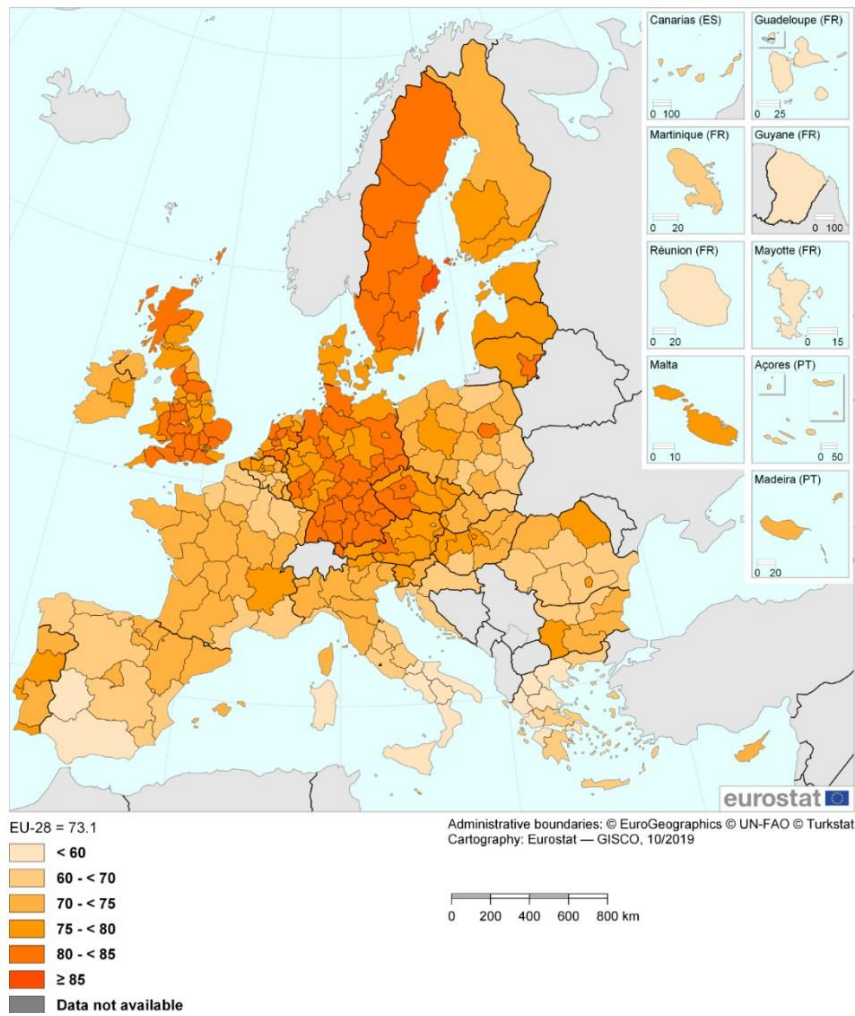 Canarias (ES)
0 100
Guadeloupe (FR)
0 25
Martinique (FR)
0 20
Guyane (FR)
0 100
Réunion (FR)
0 20
Mayotte (FR)
0 15
Malta
0 10
Açores (PT)
0 50
Madeira (PT)
0 20
eurostat
EU-28 = 73.1
< 60
60 - < 70
70 - < 75
75 - < 80
80 - < 85
≥ 85
Data not available
Administrative boundaries: © EuroGeographics © UN-FAO © Turkstat
Cartography: Eurostat — GISCO, 10/2019
0 200 400 600 800 km